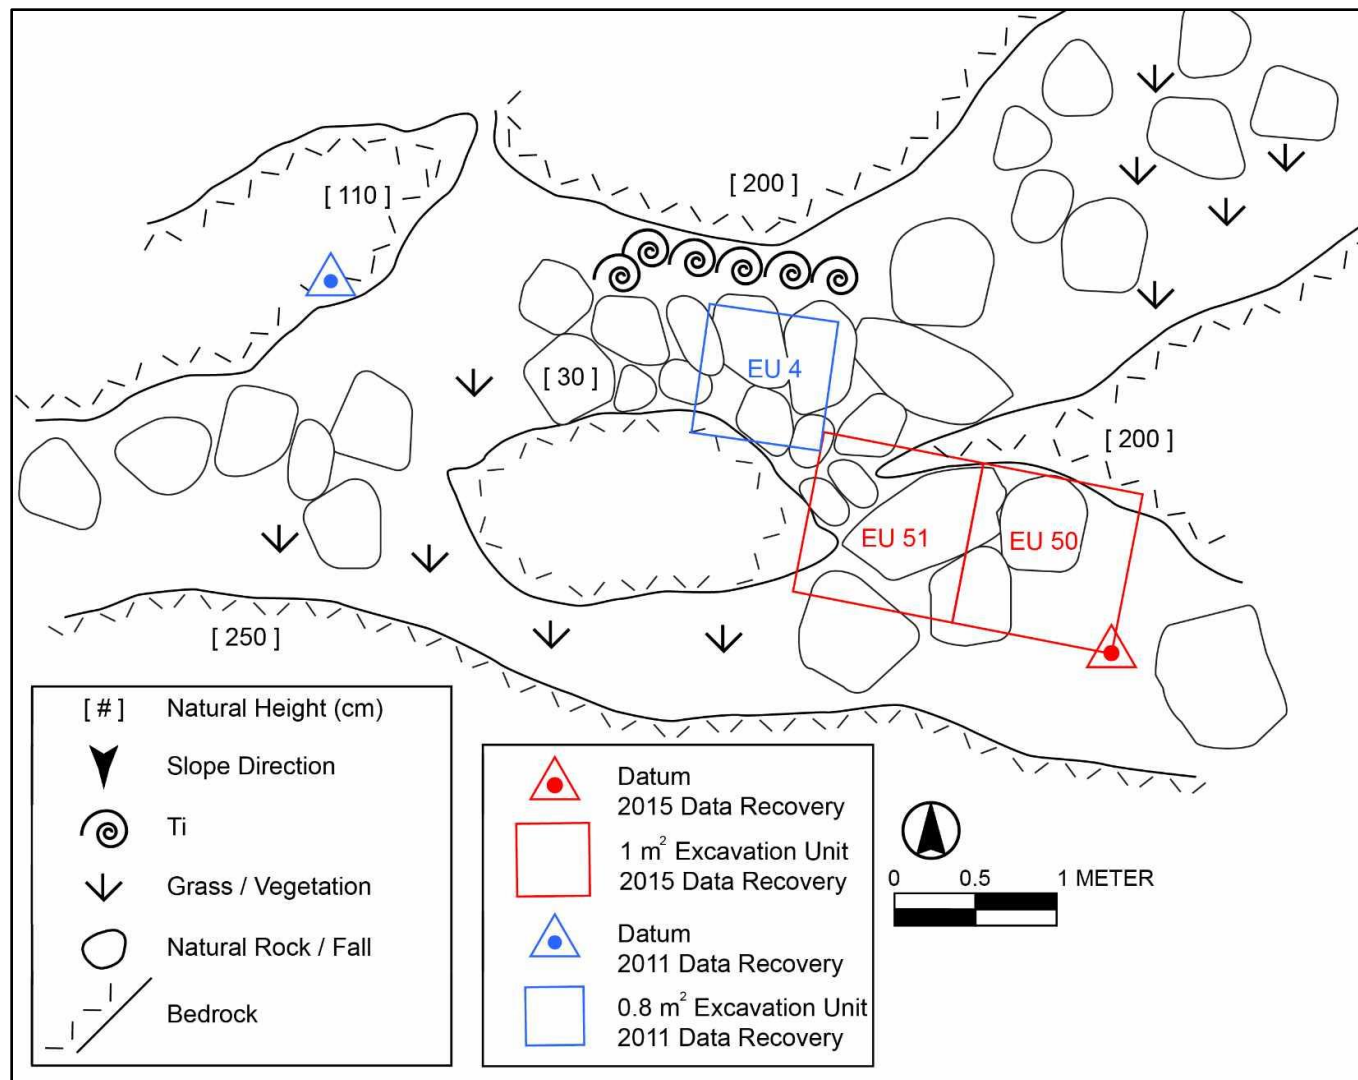 [ 110 ]
[ 200 ]
EU 4
[ 30 ]
[ 200 ]
EU 51
EU 50
[ 250 ]
[ # ] Natural Height (cm)
Slope Direction
Ti
Grass / Vegetation
Natural Rock / Fall
Bedrock
Datum
2015 Data Recovery
1 m² Excavation Unit
2015 Data Recovery
Datum
2011 Data Recovery
0.8 m² Excavation Unit
2011 Data Recovery
0 0.5 1 METER